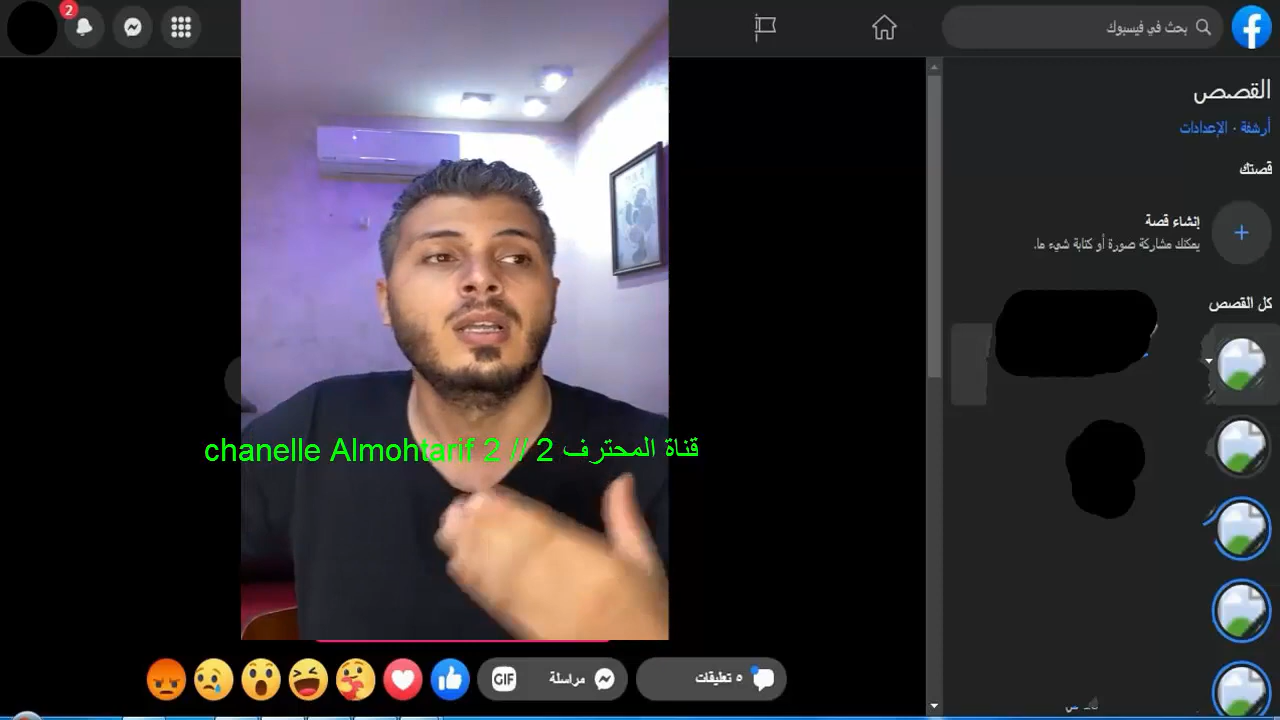 2
بحث في فيسبوك
القصص
أرشفة · الإعدادات
قصتك
إنشاء قصة
يمكنك مشاركة صورة أو كتابة شيء ما.
كل القصص
chanelle Almohtarif 2 // 2 قناة المحترف
٥ تعليقات
مراسلة
GIF